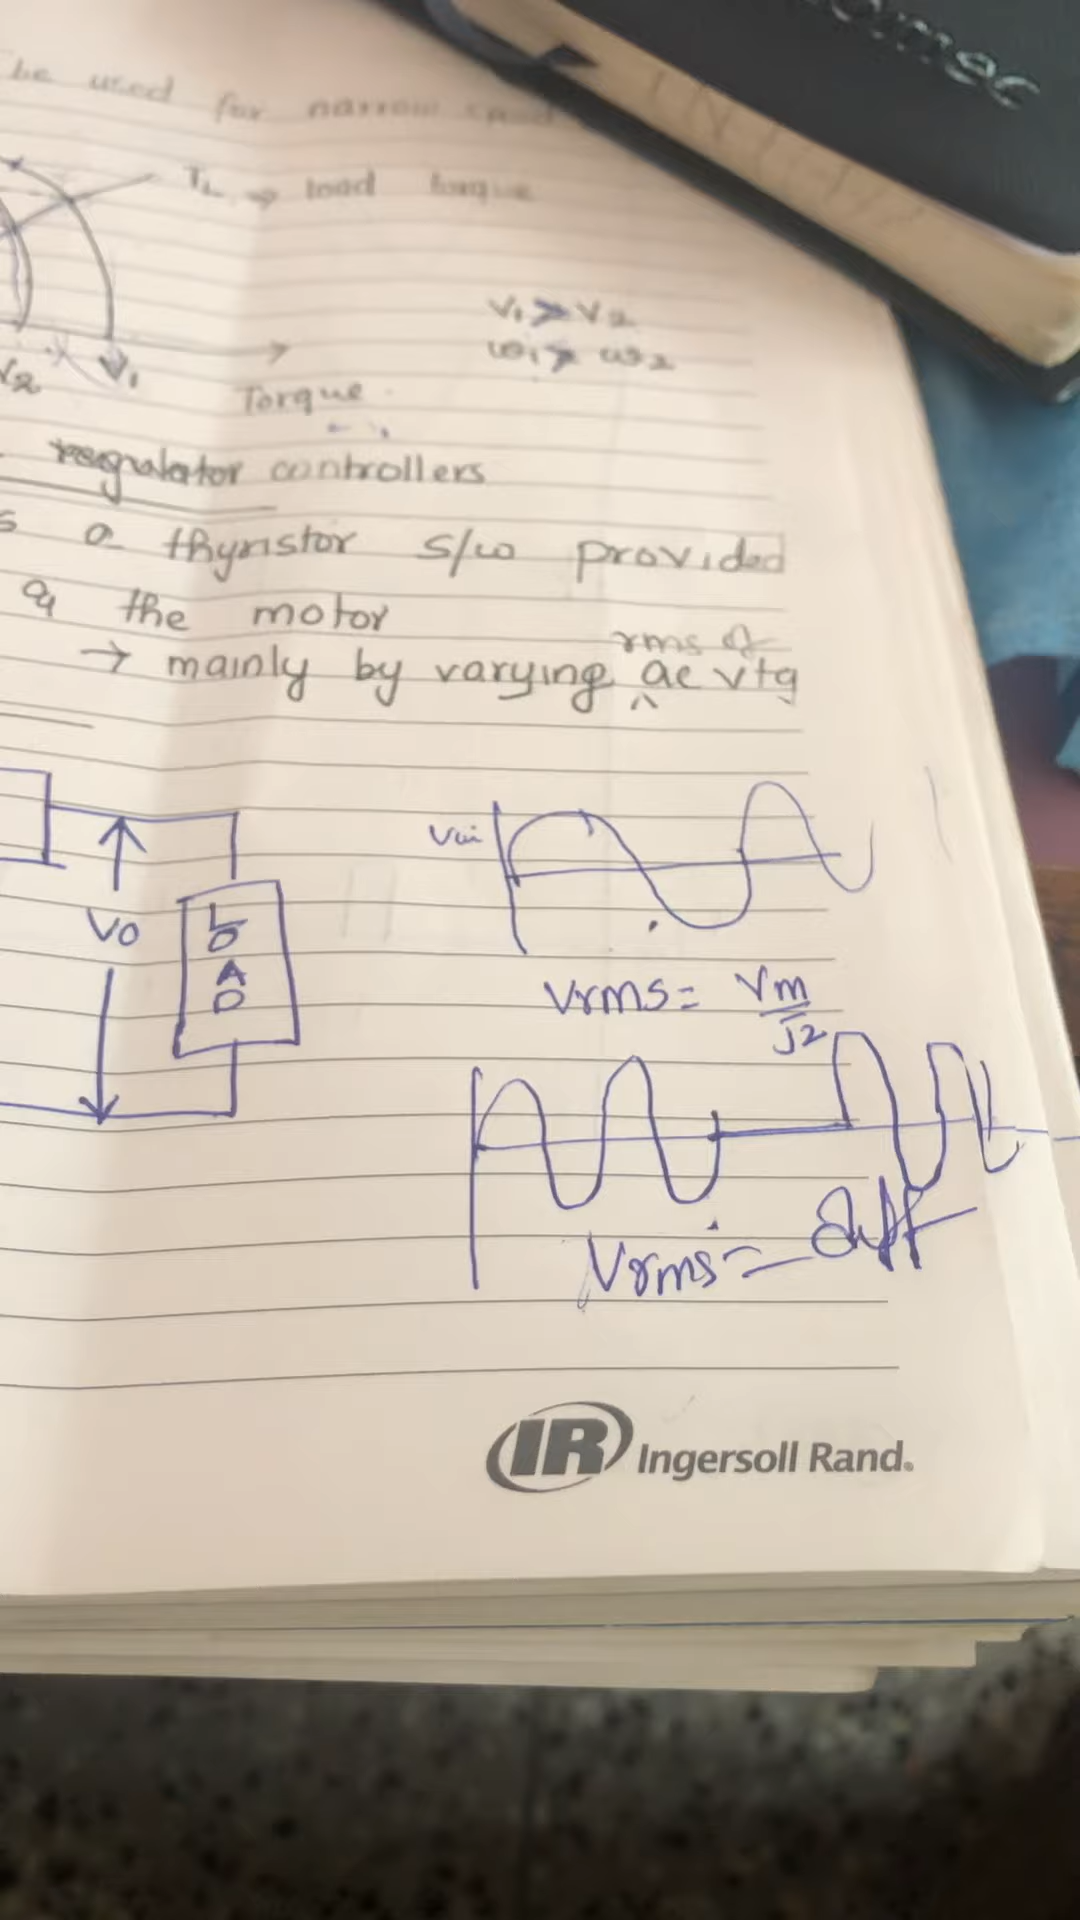 be used for narrow
TL → load torque
V1 > V2
ω1 > ω2
V2
V1
Torque
regulator controllers
a thyristor s/w provided
the motor
rms of
→ mainly by varying ^ ac vtg
Vin
Vo
LOAD
Vrms = Vm/√2
Vrms = diff
IR Ingersoll Rand.